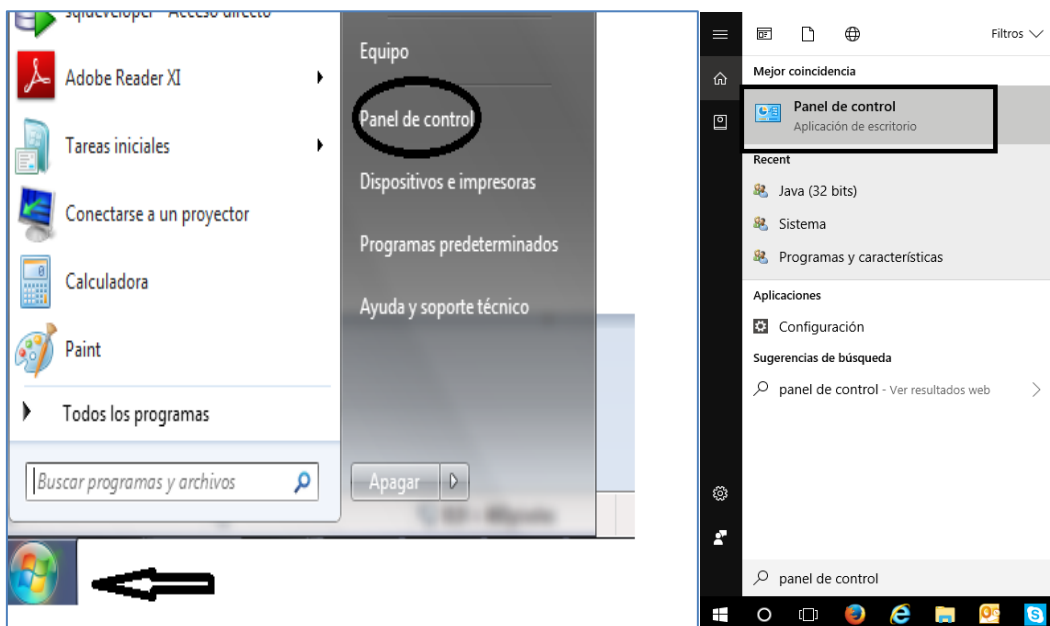 sqldeveloper - Acceso directo
Adobe Reader XI
Tareas iniciales
Conectarse a un proyector
Calculadora
Paint
Todos los programas
Buscar programas y archivos
Equipo
Panel de control
Dispositivos e impresoras
Programas predeterminados
Ayuda y soporte técnico
Apagar
Filtros
Mejor coincidencia
Panel de control
Aplicación de escritorio
Recent
Java (32 bits)
Sistema
Programas y características
Aplicaciones
Configuración
Sugerencias de búsqueda
panel de control - Ver resultados web
panel de control